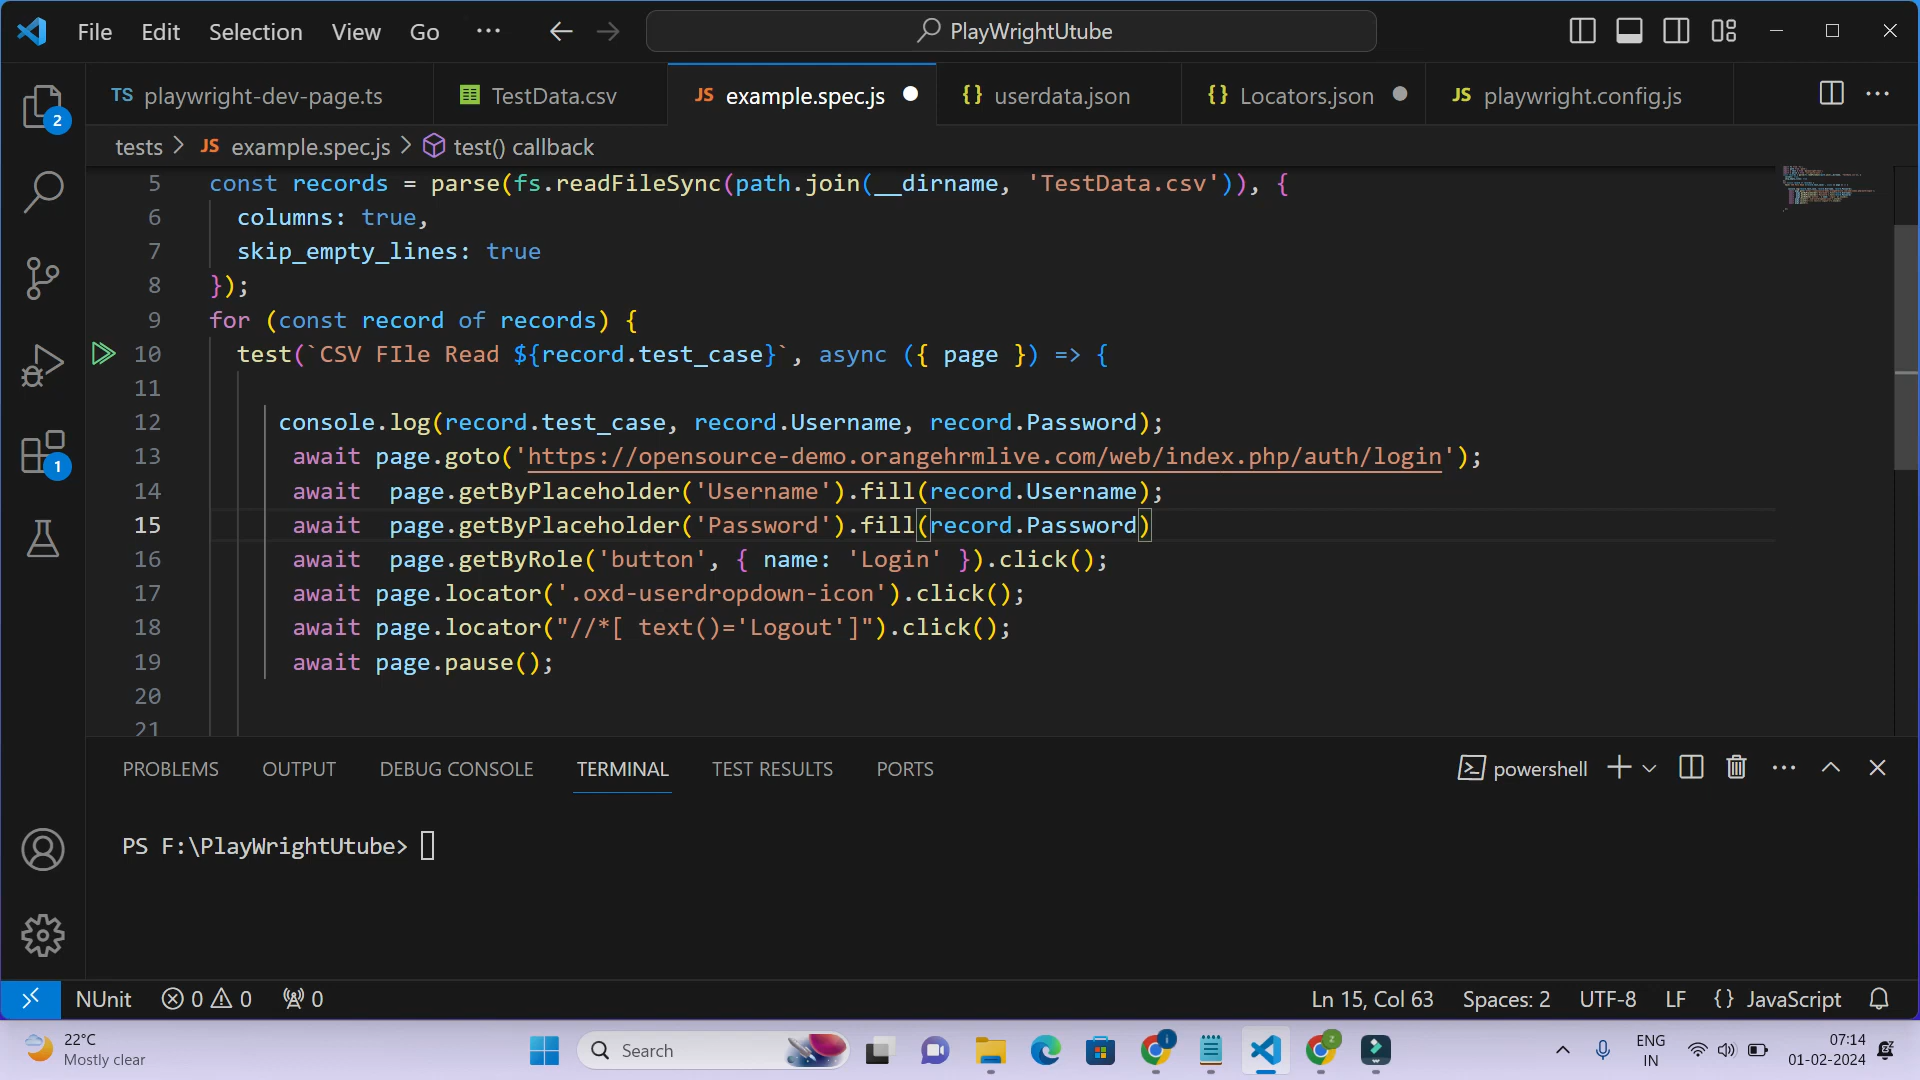 File Edit Selection View Go ··· PlayWrightUtube
TS playwright-dev-page.ts TestData.csv JS example.spec.js {} userdata.json {} Locators.json JS playwright.config.js
tests > JS example.spec.js > test() callback
5 const records = parse(fs.readFileSync(path.join(__dirname, 'TestData.csv')), {
6 columns: true,
7 skip_empty_lines: true
8 });
9 for (const record of records) {
10 test(`CSV FIle Read ${record.test_case}`, async ({ page }) => {
11
12 console.log(record.test_case, record.Username, record.Password);
13 await page.goto('https://opensource-demo.orangehrmlive.com/web/index.php/auth/login');
14 await  page.getByPlaceholder('Username').fill(record.Username);
15 await  page.getByPlaceholder('Password').fill(record.Password)
16 await  page.getByRole('button', { name: 'Login' }).click();
17 await page.locator('.oxd-userdropdown-icon').click();
18 await page.locator("//*[ text()='Logout']").click();
19 await page.pause();
20
21
2
1
PROBLEMS OUTPUT DEBUG CONSOLE TERMINAL TEST RESULTS PORTS powershell
PS F:\PlayWrightUtube>
NUnit 0 0 0 Ln 15, Col 63 Spaces: 2 UTF-8 LF {} JavaScript
22°C
Mostly clear
Search
ENG
IN
07:14
01-02-2024